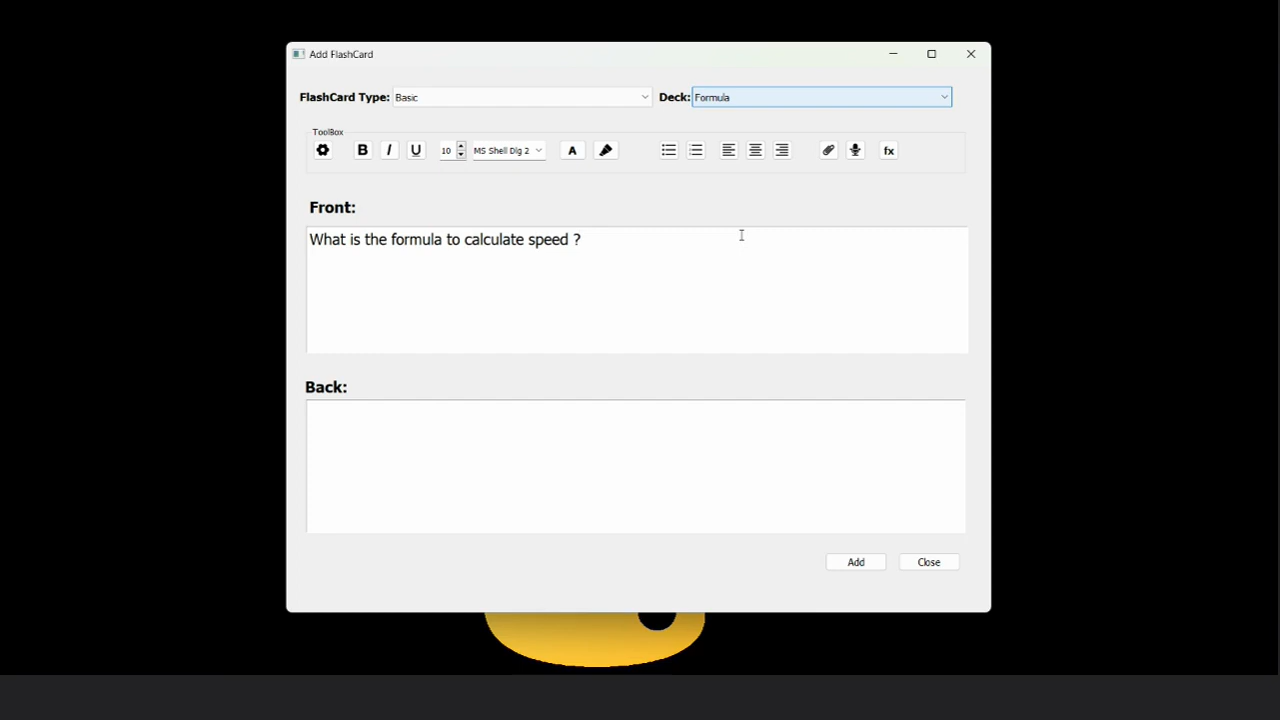 Add FlashCard
FlashCard Type: Basic Deck: Formula
ToolBox
B I U 10 MS Shell Dlg 2 A fx
Front:
What is the formula to calculate speed ?
Back:
Add Close